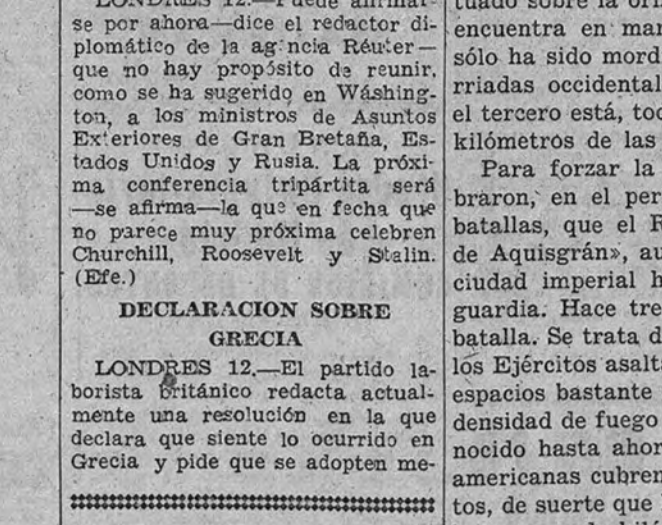 LONDRES 12.—Puede afirmar-
se por ahora—dice el redactor di-
plomático de la ag ncia Réuter—
que no hay propósito de reunir,
como se ha sugerido en Wáshing-
ton, a los ministros de Asuntos
Exteriores de Gran Bretaña, Es-
tados Unidos y Rusia. La próxi-
ma conferencia tripártita será
—se afirma—la que en fecha que
no parece muy próxima celebren
Churchill, Roosevelt y Stalin.
(Efe.)
DECLARACION SOBRE
GRECIA
LONDRES 12.—El partido la-
borista británico redacta actual-
mente una resolución en la que
declara que siente lo ocurrido en
Grecia y pide que se adopten me-
tuado sobre la
encuentra en
sólo ha sido
rriadas
el tercero está,
kilómetros de las
Para forzar la
braron, en el
batallas, que el
de Aquisgrán»,
ciudad imperial
guardia. Hace
batalla. Se trata
los Ejércitos
espacios bastante
densidad de fuego
nocido hasta
americanas
tos, de suerte que